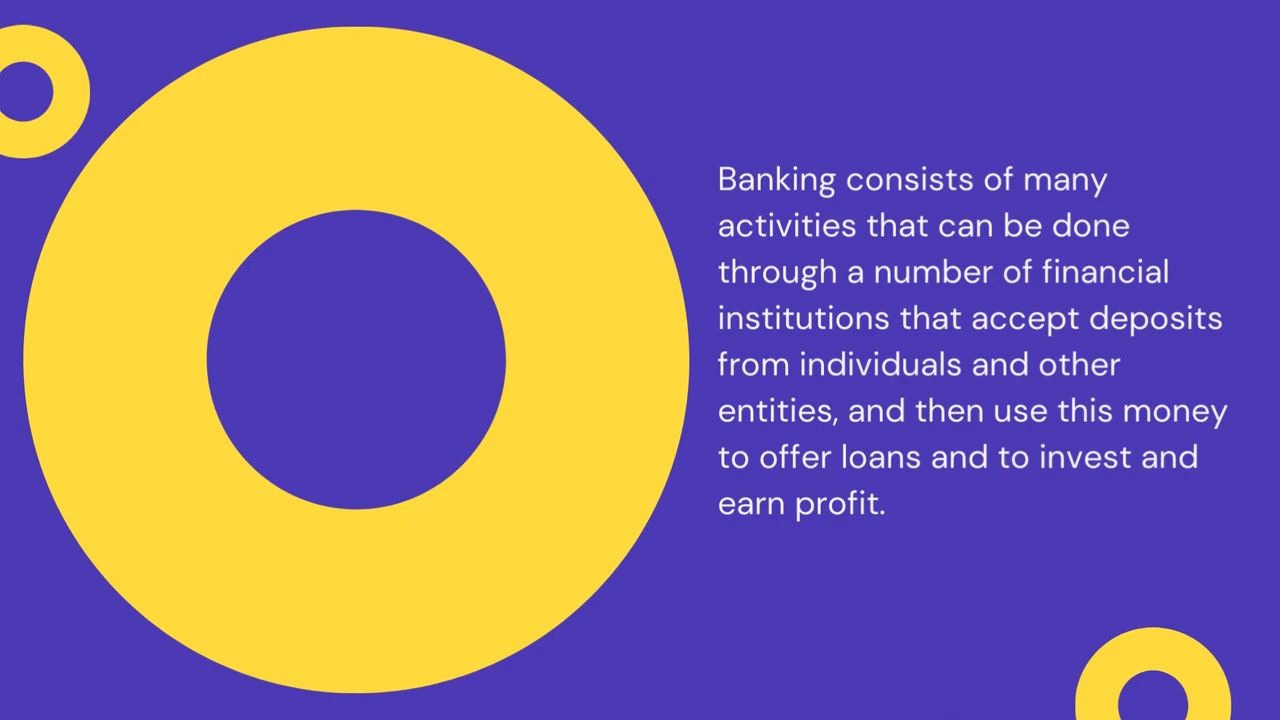 Banking consists of many
activities that can be done
through a number of financial
institutions that accept deposits
from individuals and other
entities, and then use this money
to offer loans and to invest and
earn profit.